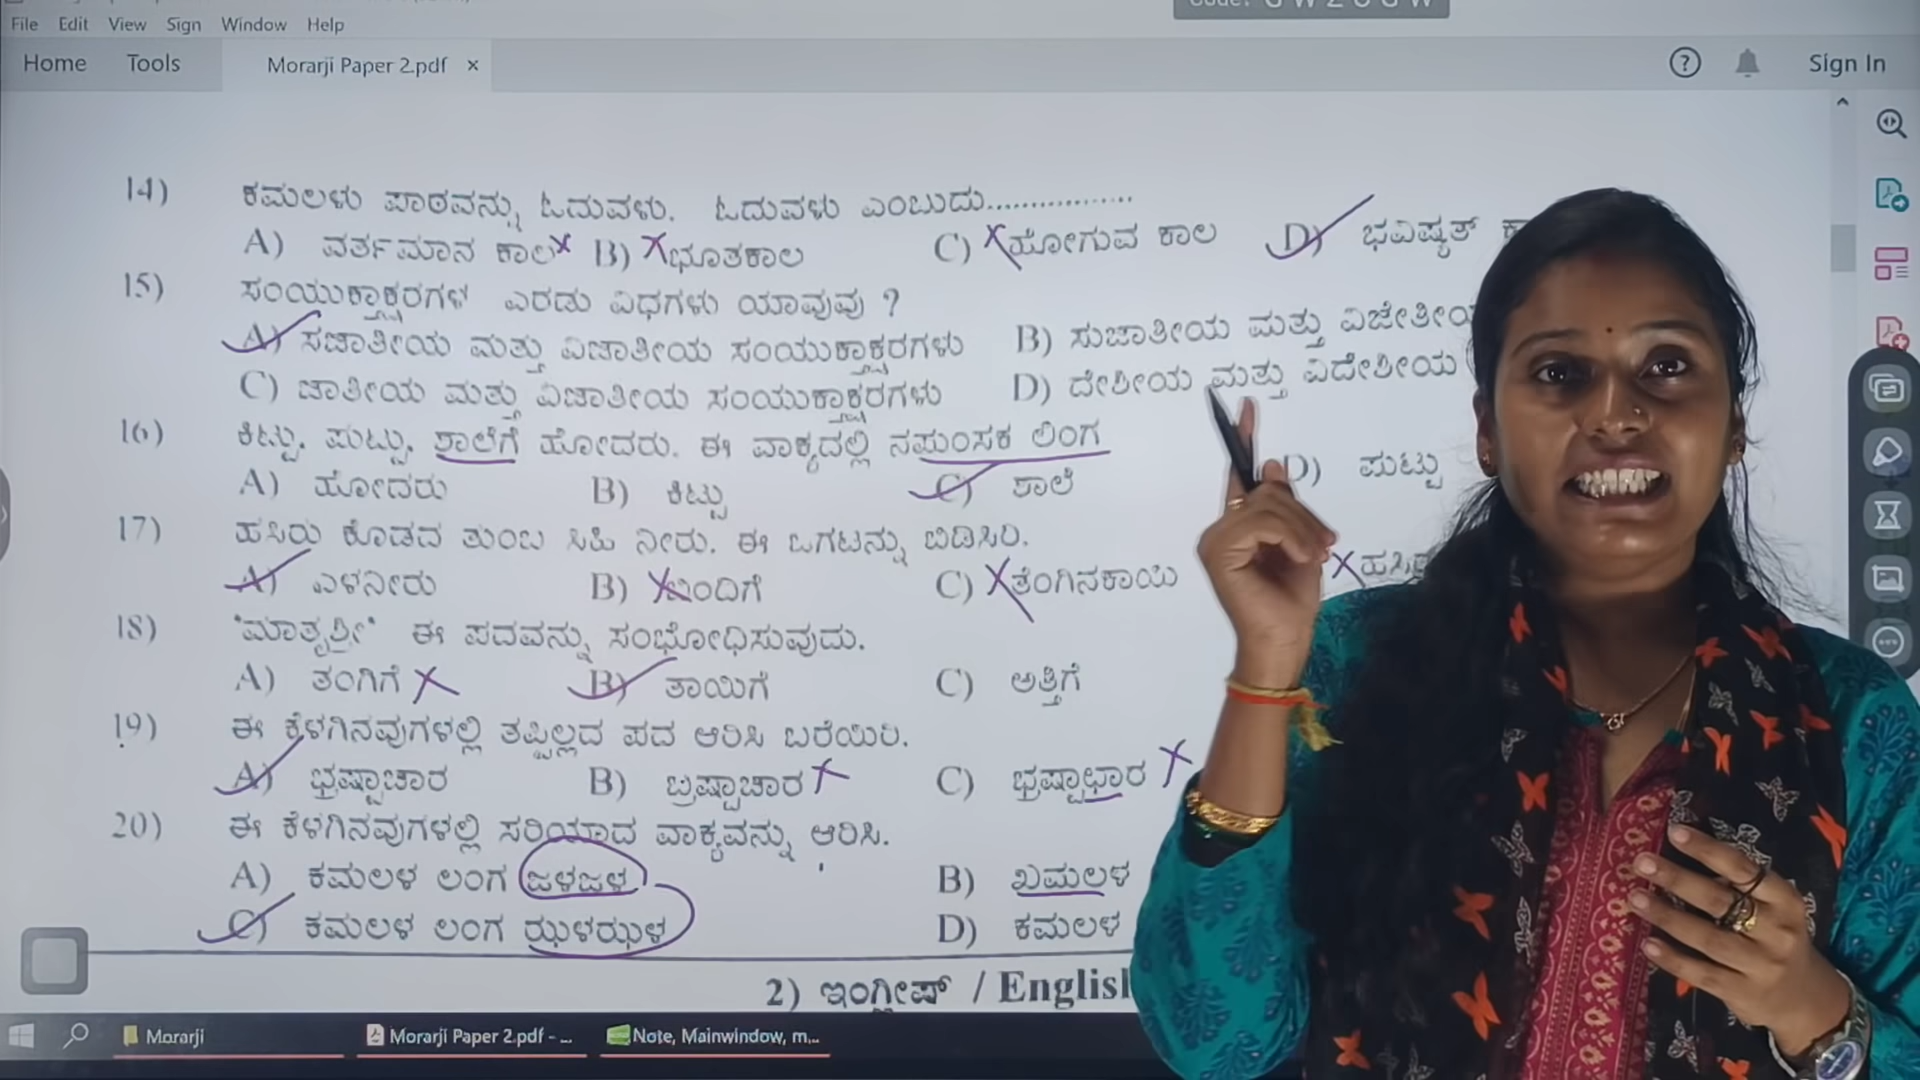 File Edit View Sign Window Help
Home Tools Morarji Paper 2.pdf × Sign In
14) ಕಮಲಳು ಪಾಠವನ್ನು ಓದುವಳು. ಓದುವಳು ಎಂಬುದು................
A) ವರ್ತಮಾನ ಕಾಲ B) ಭೂತಕಾಲ C) ಹೋಗುವ ಕಾಲ D) ಭವಿಷ್ಯತ್
15) ಸಂಯುಕ್ತಾಕ್ಷರಗಳ ಎರಡು ವಿಧಗಳು ಯಾವುವು ?
A) ಸಜಾತೀಯ ಮತ್ತು ವಿಜಾತೀಯ ಸಂಯುಕ್ತಾಕ್ಷರಗಳು B) ಸುಜಾತೀಯ ಮತ್ತು ವಿಜೇತೀಯ
C) ಜಾತೀಯ ಮತ್ತು ವಿಜಾತೀಯ ಸಂಯುಕ್ತಾಕ್ಷರಗಳು D) ದೇಶೀಯ ಮತ್ತು ವಿದೇಶೀಯ
16) ಕಿಟ್ಟು, ಪುಟ್ಟು, ಶಾಲೆಗೆ ಹೋದರು. ಈ ವಾಕ್ಯದಲ್ಲಿ ನಪುಂಸಕ ಲಿಂಗ
A) ಹೋದರು B) ಕಿಟ್ಟು C) ಶಾಲೆ D) ಪುಟ್ಟು
17) ಹಸಿರು ಕೊಡದ ತುಂಬ ಸಿಹಿ ನೀರು. ಈ ಒಗಟನ್ನು ಬಿಡಿಸಿರಿ.
A) ಎಳನೀರು B) ಬಿಂದಿಗೆ C) ತೆಂಗಿನಕಾಯಿ
18) 'ಮಾತೃಶ್ರೀ' ಈ ಪದವನ್ನು ಸಂಭೋಧಿಸುವುದು.
A) ತಂಗಿಗೆ B) ತಾಯಿಗೆ C) ಅತ್ತಿಗೆ
19) ಈ ಕೆಳಗಿನವುಗಳಲ್ಲಿ ತಪ್ಪಿಲ್ಲದ ಪದ ಆರಿಸಿ ಬರೆಯಿರಿ.
A) ಭ್ರಷ್ಟಾಚಾರ B) ಬ್ರಷ್ಟಾಚಾರ C) ಭ್ರಷ್ಟಾಛಾರ
20) ಈ ಕೆಳಗಿನವುಗಳಲ್ಲಿ ಸರಿಯಾದ ವಾಕ್ಯವನ್ನು ಆರಿಸಿ.
A) ಕಮಲಳ ಲಂಗ ಜಳಜಳ B) ಖಮಲಳ
C) ಕಮಲಳ ಲಂಗ ಝಳಝಳ D) ಕಮಲಳ
2) ಇಂಗ್ಲೀಷ್ / English
Morarji Morarji Paper 2.pdf - ... Note, Mainwindow, m...